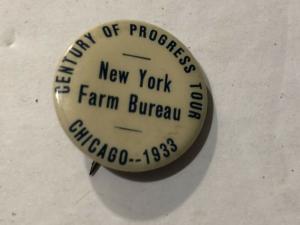 CENTURY OF PROGRESS TOUR
New York
Farm Bureau
CHICAGO--1933